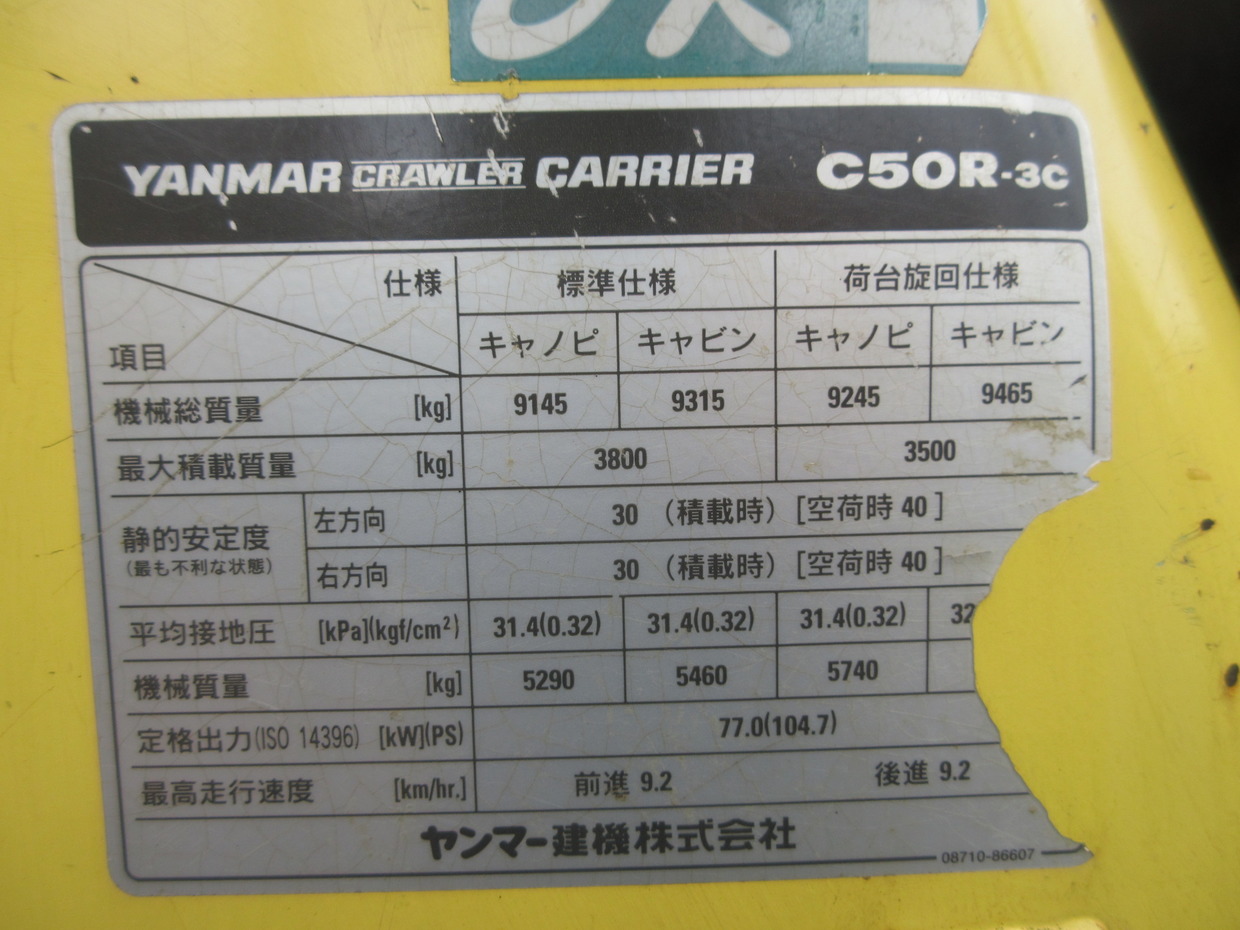 OK
YANMAR CRAWLER CARRIER C50R-3C
仕様 標準仕様 荷台旋回仕様
項目 キャノピ キャビン キャノピ キャビン
機械総質量 [kg] 9145 9315 9245 9465
最大積載質量 [kg] 3800 3500
静的安定度 (最も不利な状態)
左方向 30 (積載時) [空荷時 40]
右方向 30 (積載時) [空荷時 40]
平均接地圧 [kPa](kgf/cm²) 31.4(0.32) 31.4(0.32) 31.4(0.32) 32
機械質量 [kg] 5290 5460 5740
定格出力(ISO 14396) [kW](PS) 77.0(104.7)
最高走行速度 [km/hr.] 前進 9.2 後進 9.2
ヤンマー建機株式会社
08710-86607